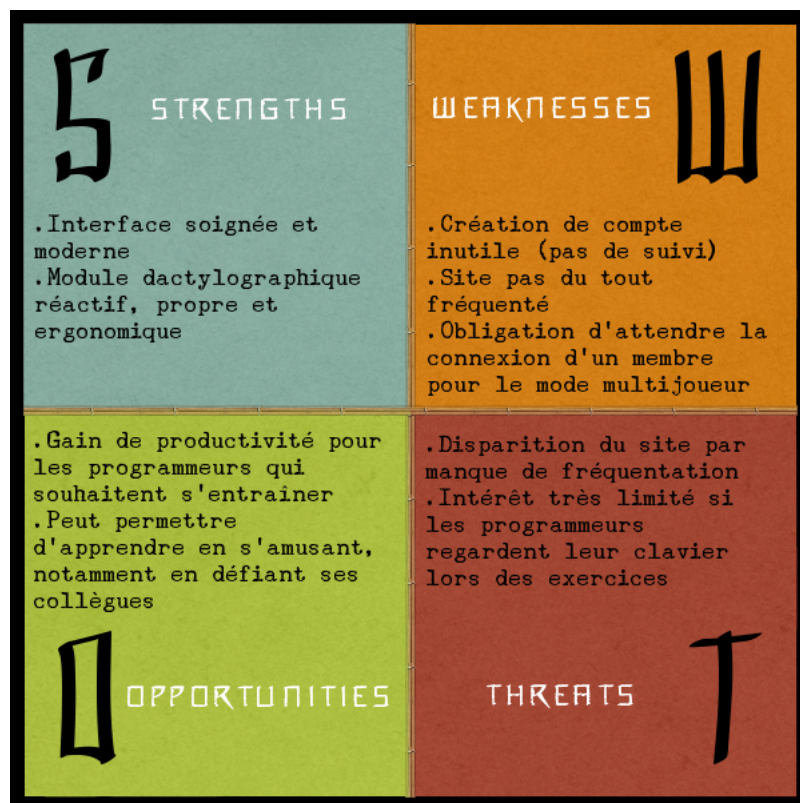 S
STRENGTHS
.Interface soignée et
moderne
.Module dactylographique
réactif, propre et
ergonomique
WEAKNESSES
W
.Création de compte
inutile (pas de suivi)
.Site pas du tout
fréquenté
.Obligation d'attendre la
connexion d'un membre
pour le mode multijoueur
.Gain de productivité pour
les programmeurs qui
souhaitent s'entraîner
.Peut permettre
d'apprendre en s'amusant,
notamment en défiant ses
collègues
O
OPPORTUNITIES
.Disparition du site par
manque de fréquentation
.Intérêt très limité si
les programmeurs
regardent leur clavier
lors des exercices
THREATS
T